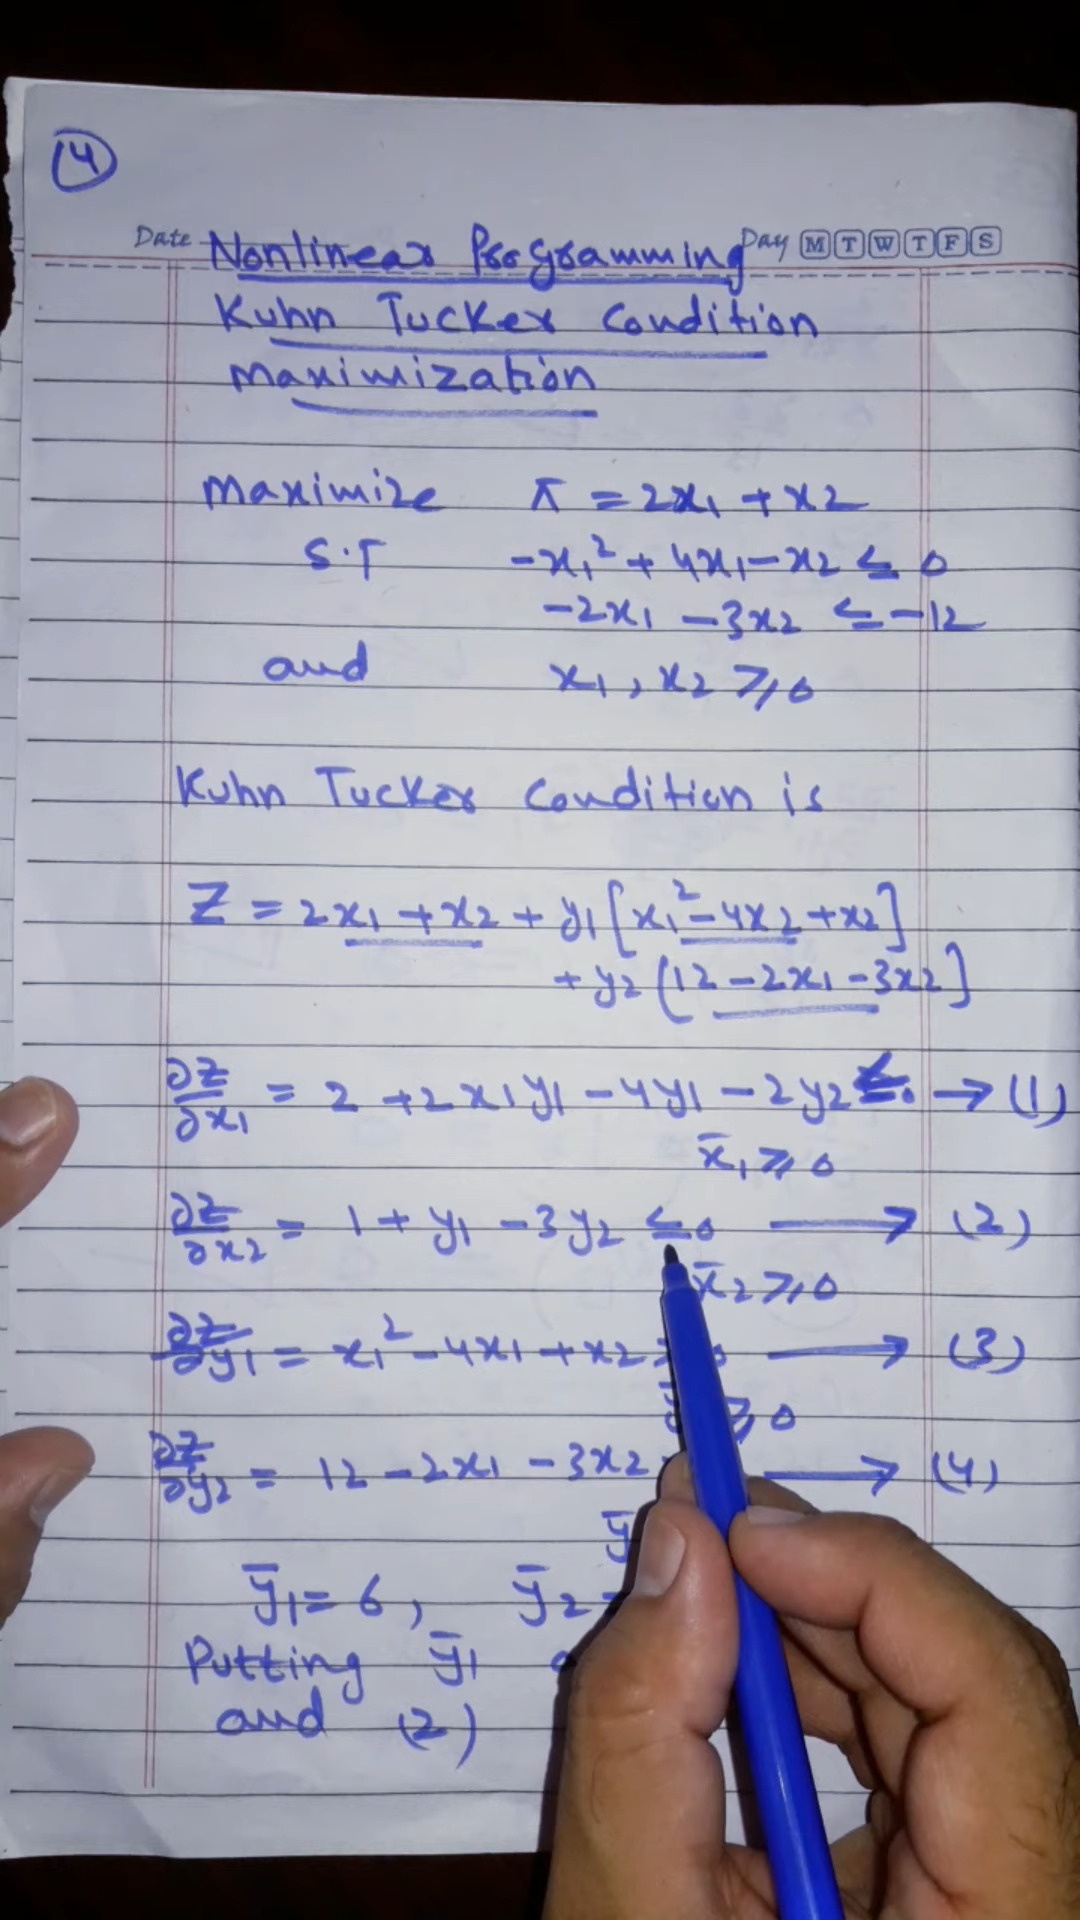 14
Date Nonlinear Programming Day M T W T F S
Kuhn Tucker Condition
Maximization
Maximize π = 2x₁ + x₂
S.T -x₁² + 4x₁ - x₂ ≤ 0
-2x₁ - 3x₂ ≤ -12
and x₁, x₂ ≥ 0
Kuhn Tucker Condition is
Z = 2x₁ + x₂ + y₁[x₁² - 4x₂ + x₂]
+ y₂(12 - 2x₁ - 3x₂]
∂Z/∂x₁ = 2 + 2x₁y₁ - 4y₁ - 2y₂ ≤ 0 → (1)
x̄₁ ≥ 0
∂Z/∂x₂ = 1 + y₁ - 3y₂ ≤ 0 → (2)
x̄₂ ≥ 0
∂Z/∂y₁ = x₁² - 4x₁ + x₂ → (3)
≥ 0
∂Z/∂y₂ = 12 - 2x₁ - 3x₂ → (4)
ȳ
ȳ₁ = 6, ȳ₂ =
Putting ȳ₁
and (2)